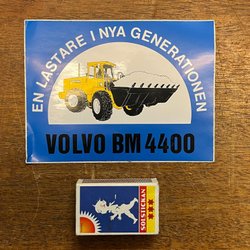 EN LASTARE I NYA GENERATIONEN
VOLVO BM 4400
SOLSTICKAN